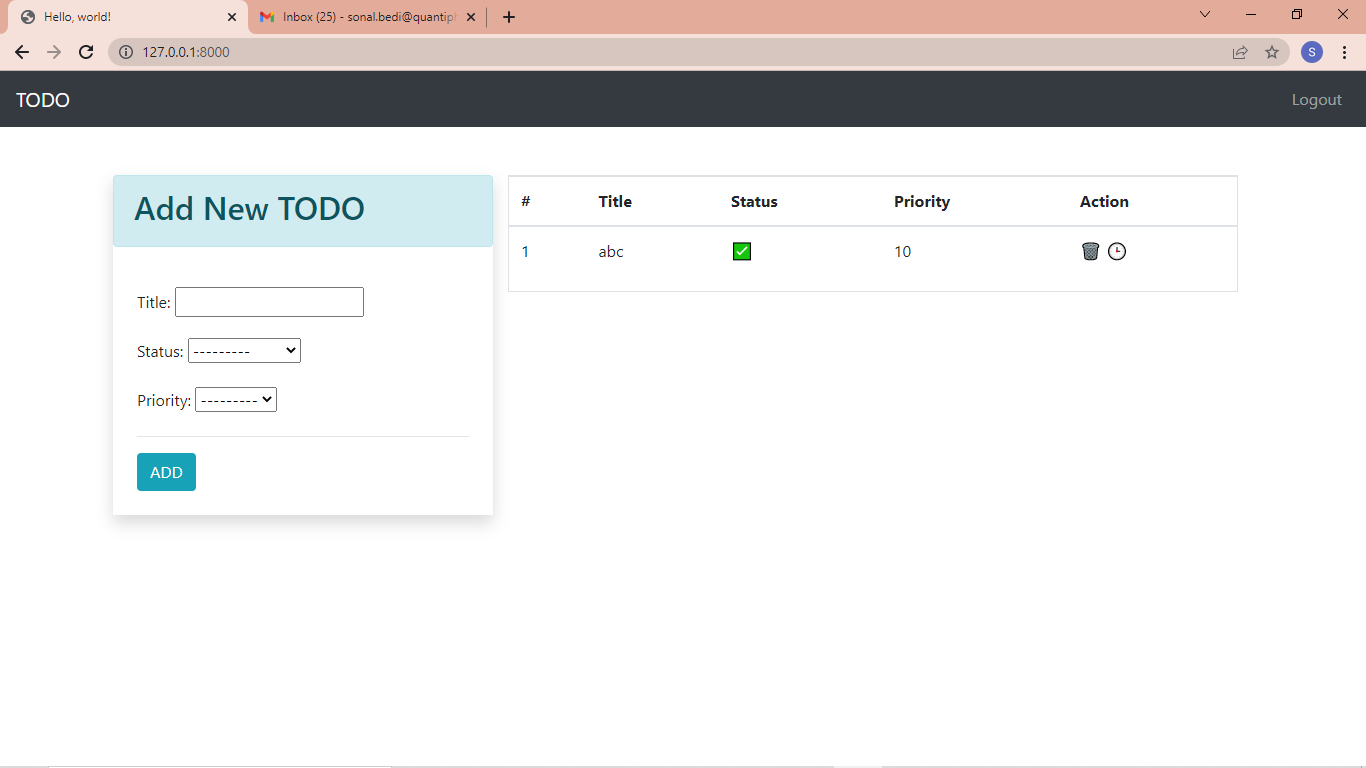 Hello, world!
Inbox (25) - sonal.bedi@quantip
127.0.0.1:8000
S
TODO
Logout
Add New TODO
Title:
Status: ---------
Priority: ---------
ADD
# Title Status Priority Action
1 abc 10